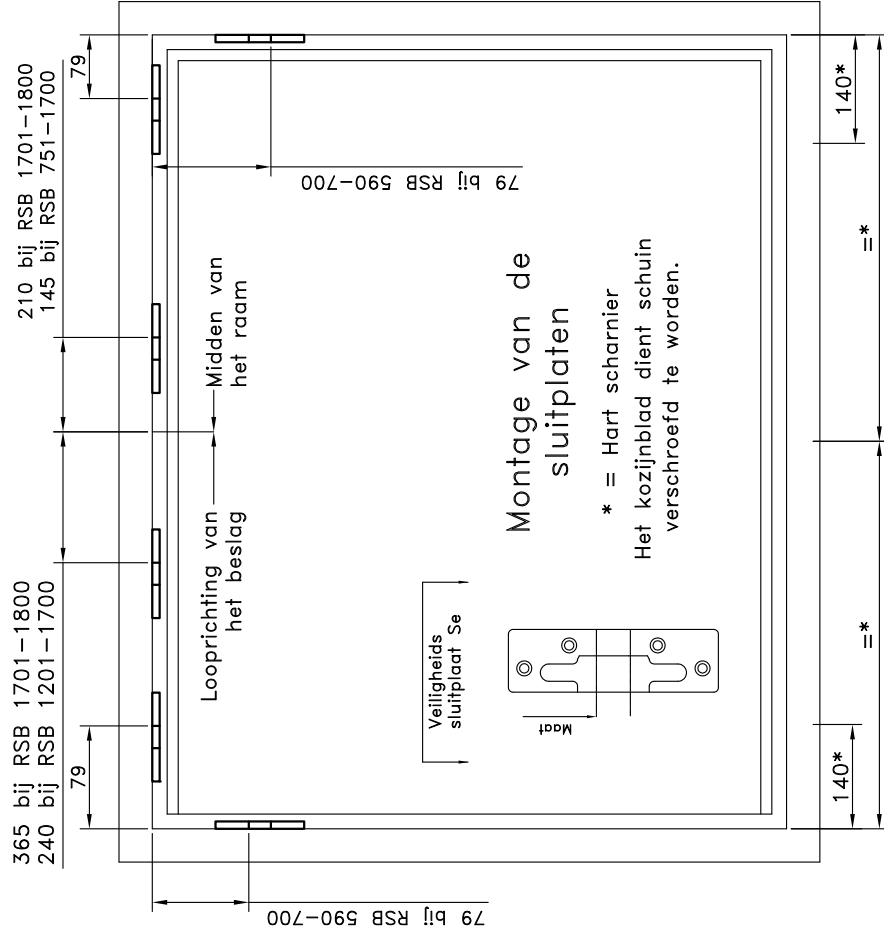 365 bij RSB 1701-1800
240 bij RSB 1201-1700
210 bij RSB 1701-1800
145 bij RSB 751-1700
79
79
79 bij RSB 590-700
79 bij RSB 590-700
Looprichting van
het beslag
Midden van
het raam
Veiligheids
sluitplaat Se
Maat
Montage van de
sluitplaten
* = Hart scharnier
Het kozijnblad dient schuin
verschroefd te worden.
140*
140*
=*
=*